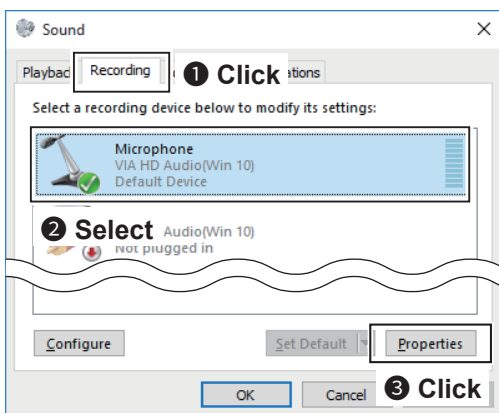 Sound
Playbac Recording ❶ Click ations
Select a recording device below to modify its settings:
Microphone
VIA HD Audio(Win 10)
Default Device
❷ Select Audio(Win 10)
Not plugged in
Configure Set Default Properties
OK Cancel ❸ Click